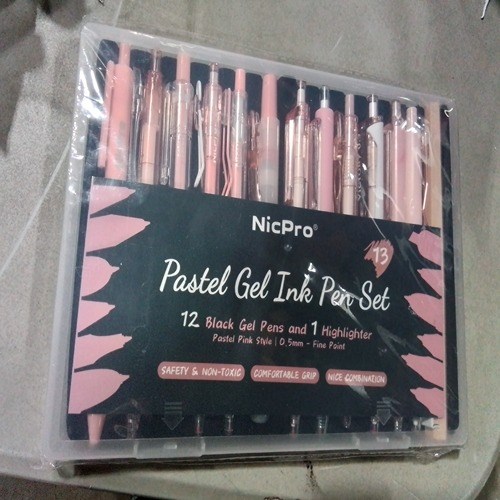 NicPro®
13
Pastel Gel Ink Pen Set
12 Black Gel Pens and 1 Highlighter
Pastel Pink Style | 0.5mm - Fine Point
SAFETY & NON-TOXIC COMFORTABLE GRIP NICE COMBINATION